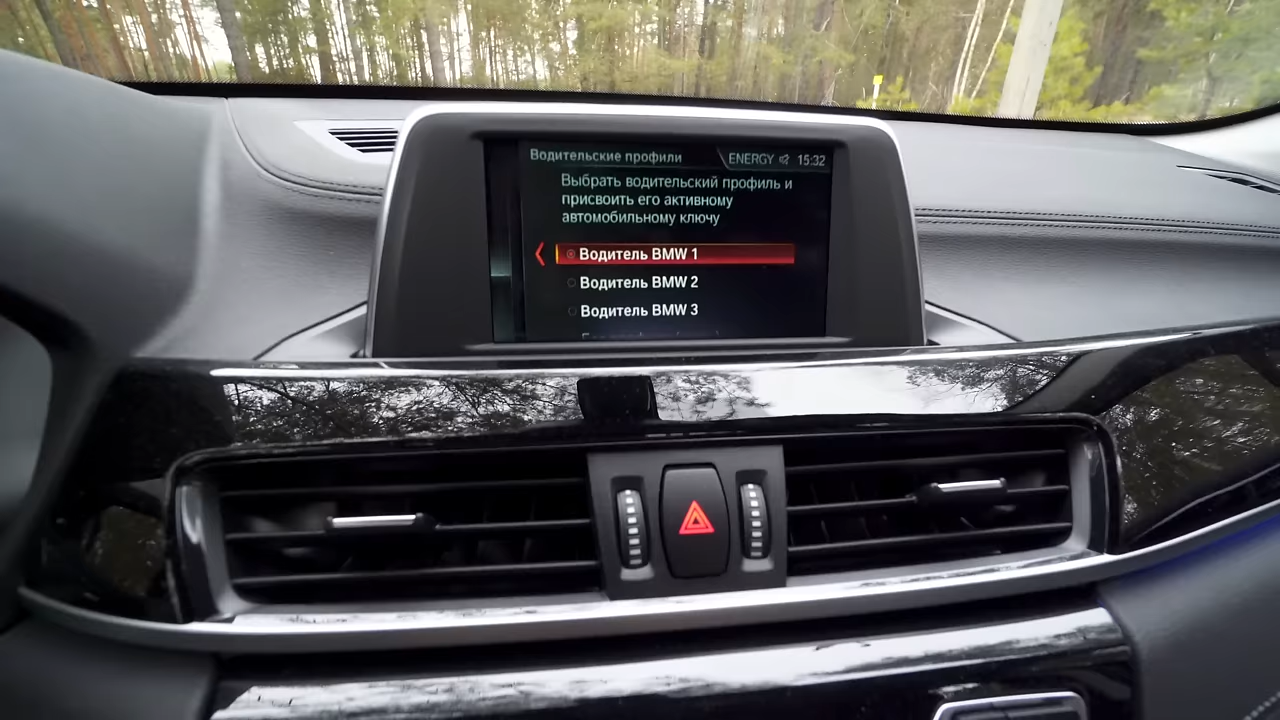 Водительские профили ENERGY 15:32
Выбрать водительский профиль и
присвоить его активному
автомобильному ключу
Водитель BMW 1
Водитель BMW 2
Водитель BMW 3